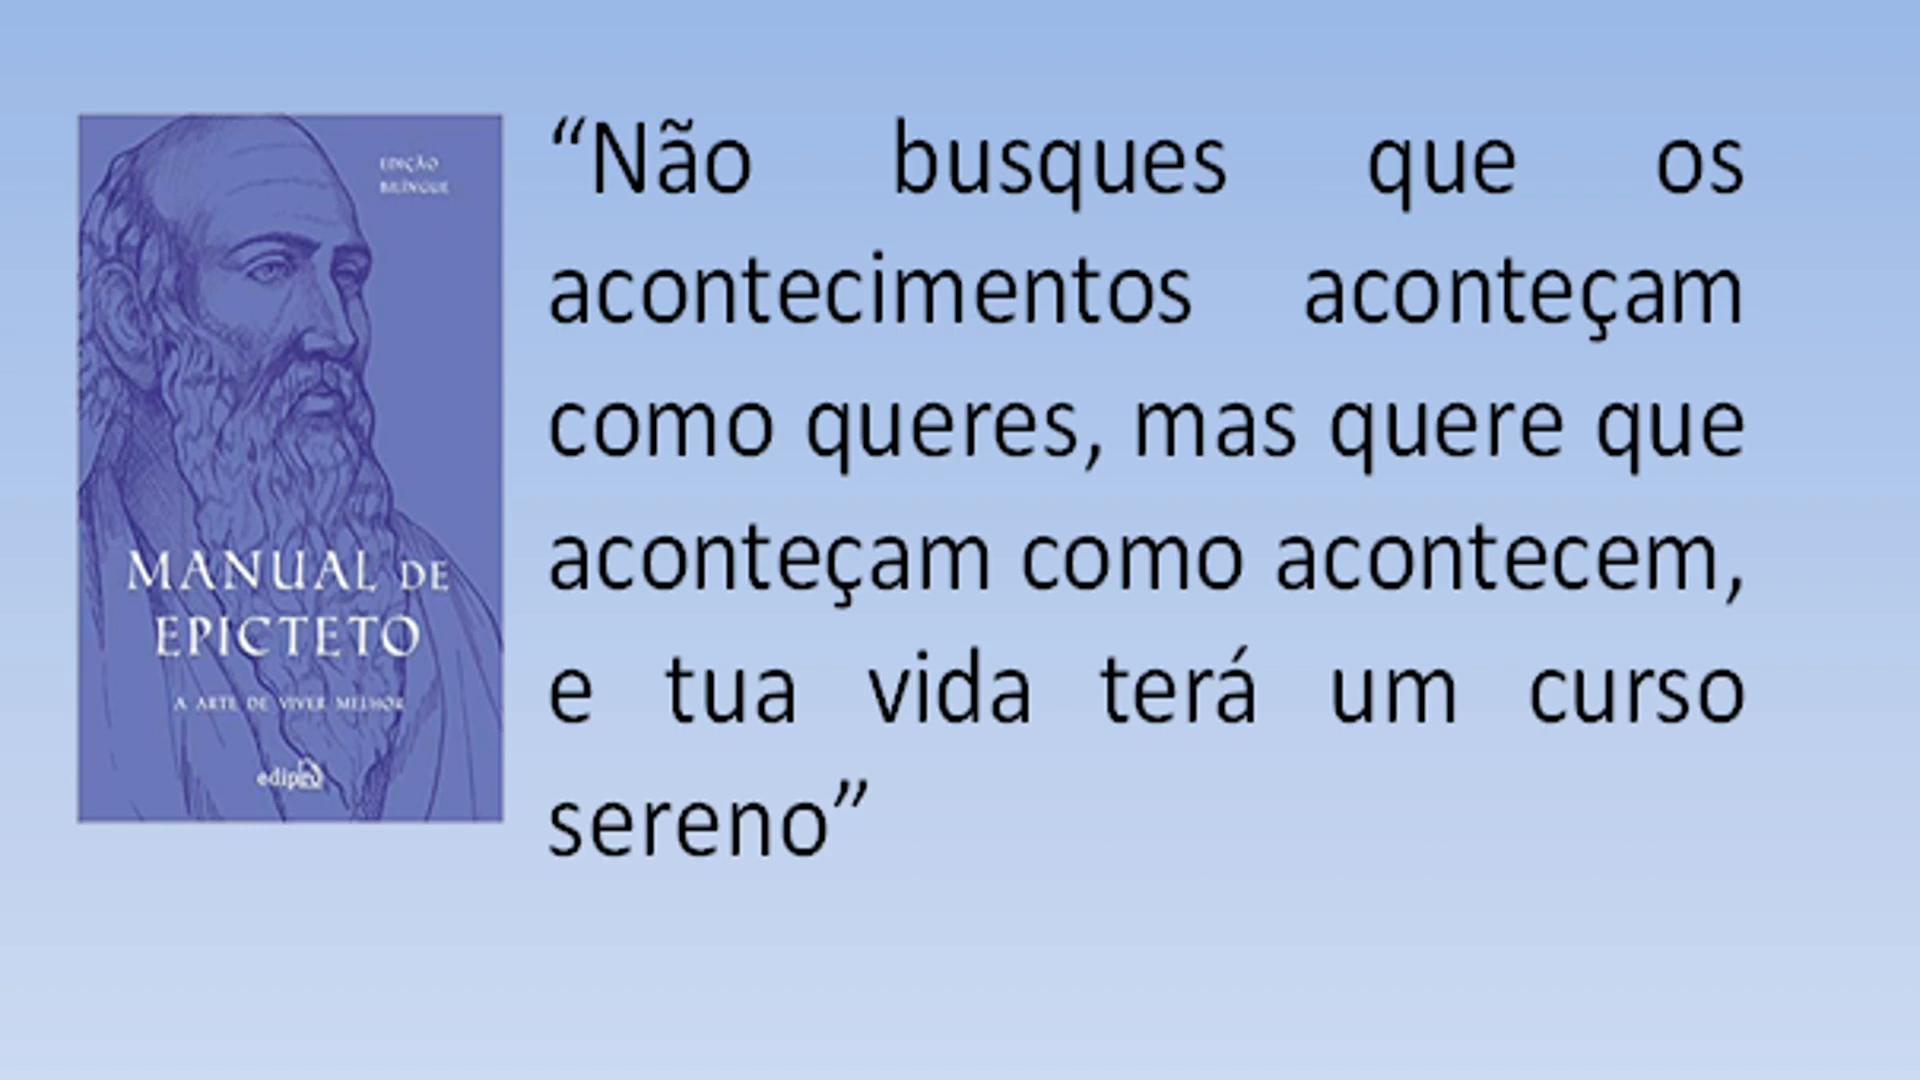 EDIÇÃO
BILÍNGUE
MANUAL DE
EPICTETO
A ARTE DE VIVER MELHOR
edipro
“Não busques que os
acontecimentos aconteçam
como queres, mas quere que
aconteçam como acontecem,
e tua vida terá um curso
sereno”